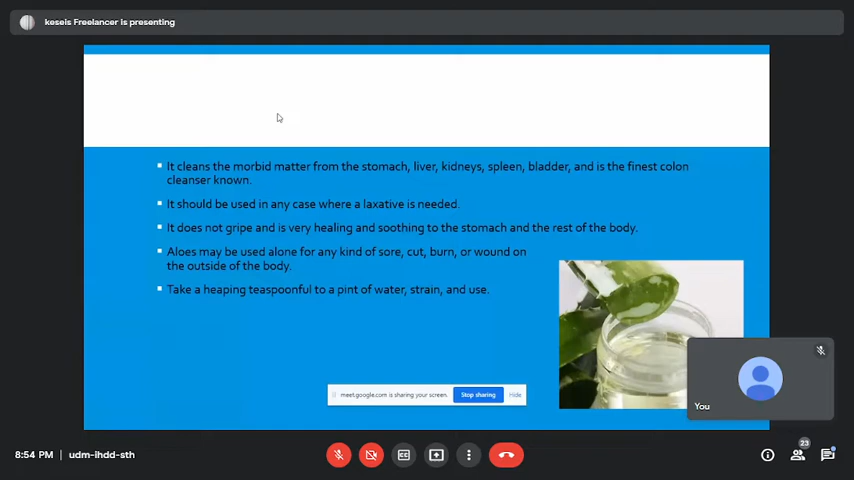 keseis Freelancer is presenting
It cleans the morbid matter from the stomach, liver, kidneys, spleen, bladder, and is the finest colon
cleanser known.
It should be used in any case where a laxative is needed.
It does not gripe and is very healing and soothing to the stomach and the rest of the body.
Aloes may be used alone for any kind of sore, cut, burn, or wound on
the outside of the body.
Take a heaping teaspoonful to a pint of water, strain, and use.
meet.google.com is sharing your screen.
Stop sharing
Hide
You
8:54 PM | udm-ihdd-sth
23